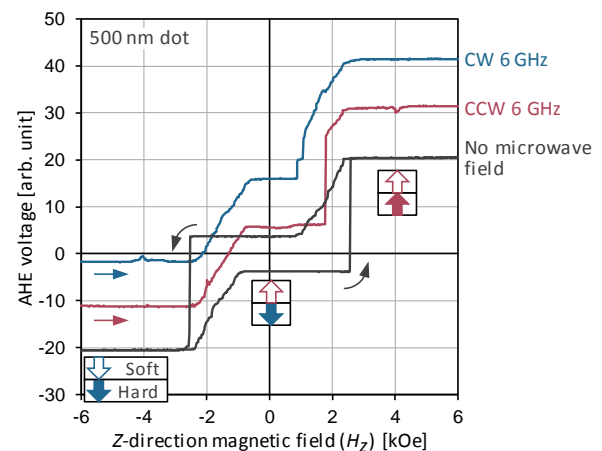 500 nm dot
CW 6 GHz
CCW 6 GHz
No microwave
field
AHE voltage [arb. unit]
50
40
30
20
10
0
-10
-20
-30
Soft
Hard
-6 -4 -2 0 2 4 6
Z-direction magnetic field (HZ) [kOe]